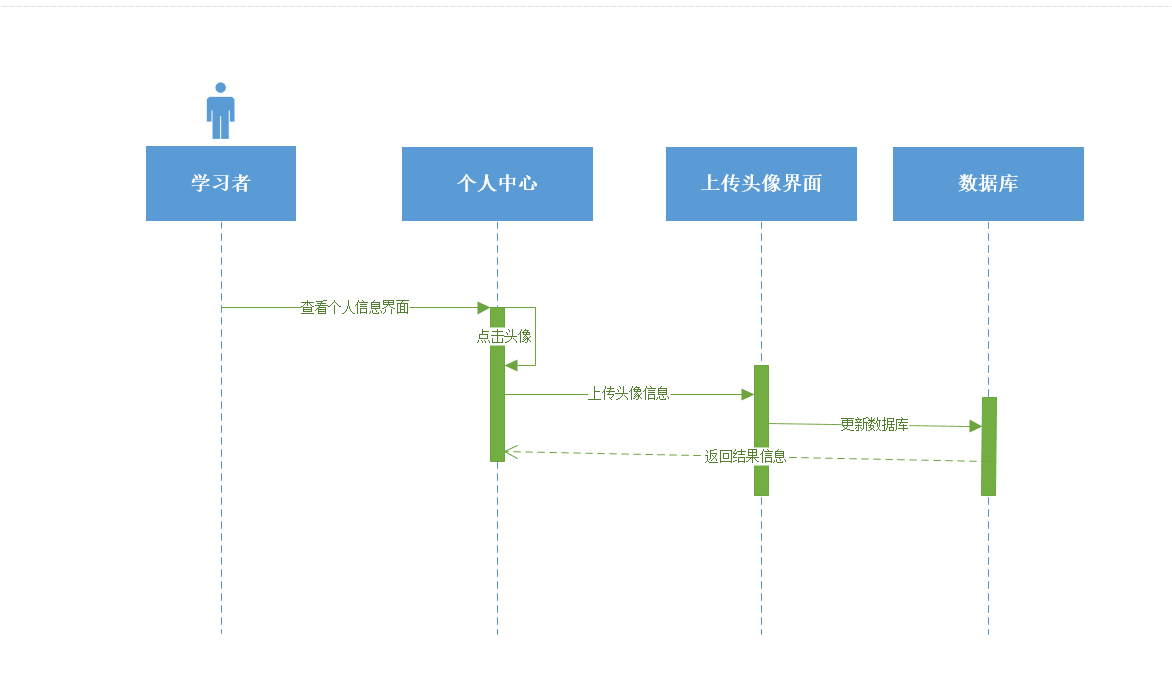 学习者
个人中心
上传头像界面
数据库
查看个人信息界面
点击头像
上传头像信息
更新数据库
返回结果信息